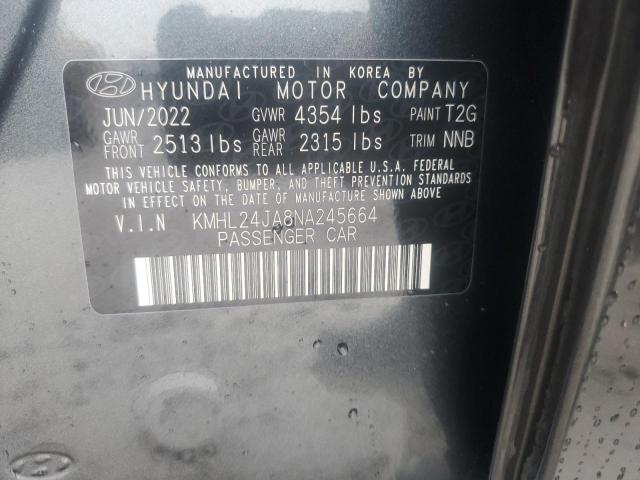 MANUFACTURED IN KOREA BY
HYUNDAI MOTOR COMPANY
JUN/2022 GVWR 4354 lbs PAINT T2G
GAWR FRONT 2513 lbs GAWR REAR 2315 lbs TRIM NNB
THIS VEHICLE CONFORMS TO ALL APPLICABLE U.S.A. FEDERAL
MOTOR VEHICLE SAFETY, BUMPER, AND THEFT PREVENTION STANDARDS
IN EFFECT ON THE DATE OF MANUFACTURE SHOWN ABOVE.
V.I.N KMHL24JA8NA245664
PASSENGER CAR